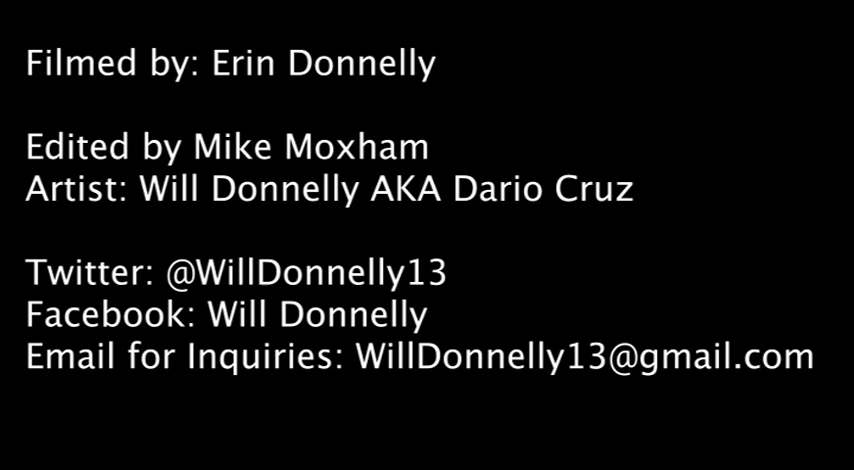 Filmed by: Erin Donnelly
Edited by Mike Moxham
Artist: Will Donnelly AKA Dario Cruz
Twitter: @WillDonnelly13
Facebook: Will Donnelly
Email for Inquiries: WillDonnelly13@gmail.com